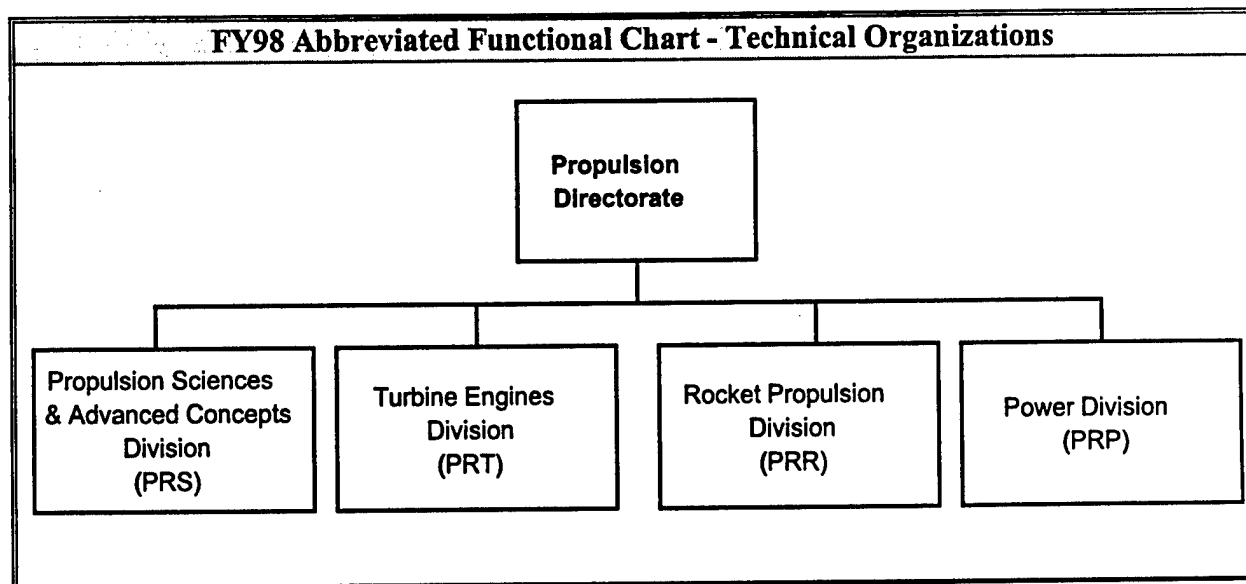 FY98 Abbreviated Functional Chart - Technical Organizations
Propulsion
Directorate
Propulsion Sciences
& Advanced Concepts
Division
(PRS)
Turbine Engines
Division
(PRT)
Rocket Propulsion
Division
(PRR)
Power Division
(PRP)